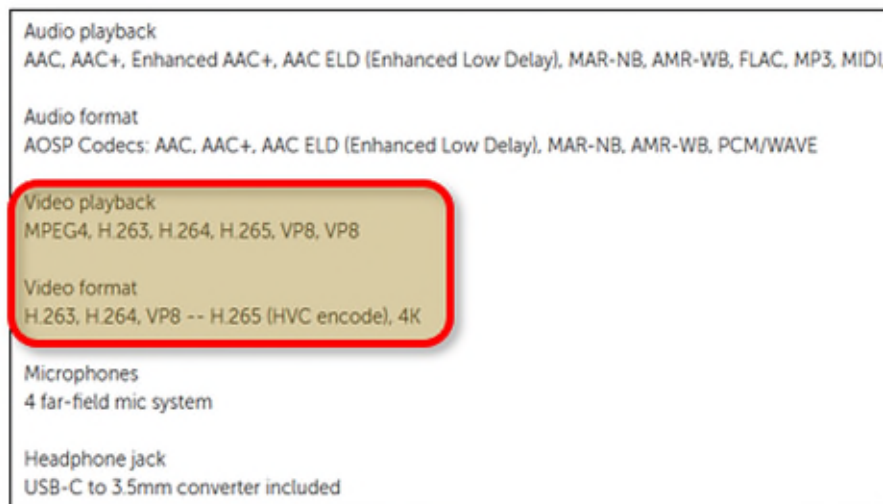 Audio playback
AAC, AAC+, Enhanced AAC+, AAC ELD (Enhanced Low Delay), MAR-NB, AMR-WB, FLAC, MP3, MIDI,
Audio format
AOSP Codecs: AAC, AAC+, AAC ELD (Enhanced Low Delay), MAR-NB, AMR-WB, PCM/WAVE
Video playback
MPEG4, H.263, H.264, H.265, VP8, VP8
Video format
H.263, H.264, VP8 -- H.265 (HVC encode), 4K
Microphones
4 far-field mic system
Headphone jack
USB-C to 3.5mm converter included